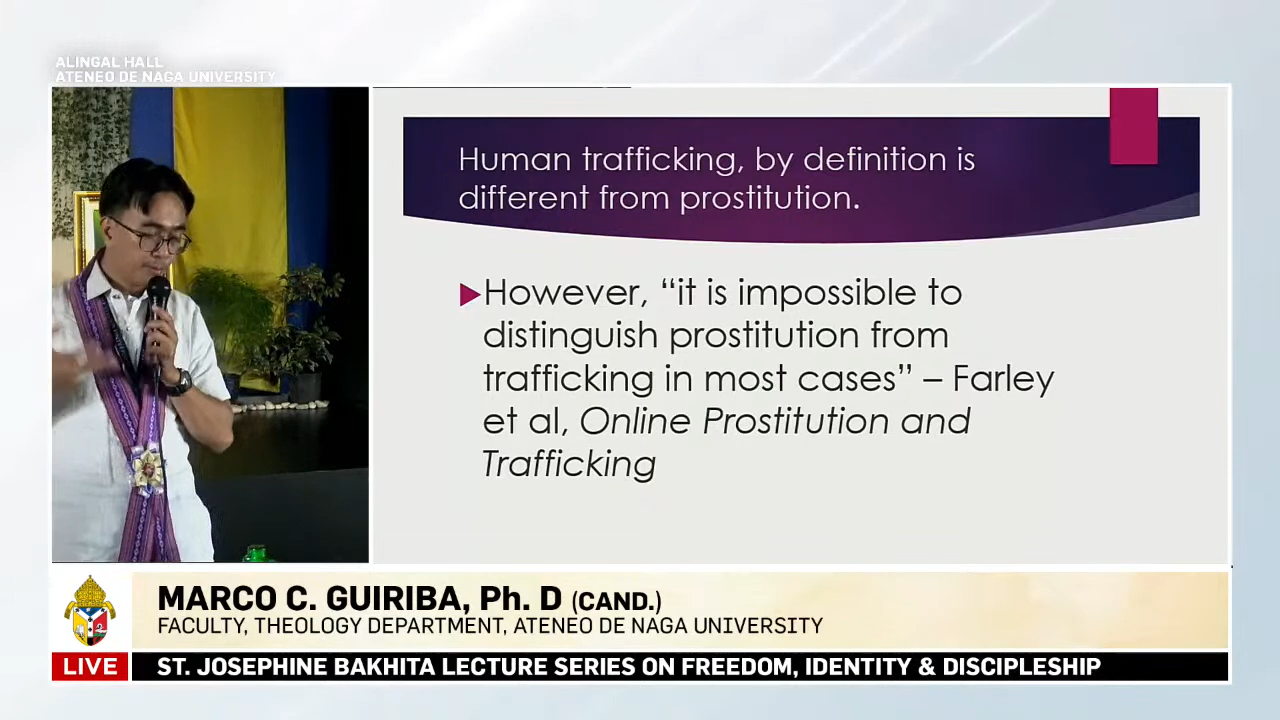 ALINGAL HALL
ATENEO DE NAGA UNIVERSITY
Human trafficking, by definition is
different from prostitution.
However, “it is impossible to
distinguish prostitution from
trafficking in most cases” – Farley
et al, Online Prostitution and
Trafficking
MARCO C. GUIRIBA, Ph. D (CAND.)
FACULTY, THEOLOGY DEPARTMENT, ATENEO DE NAGA UNIVERSITY
LIVE
ST. JOSEPHINE BAKHITA LECTURE SERIES ON FREEDOM, IDENTITY & DISCIPLESHIP